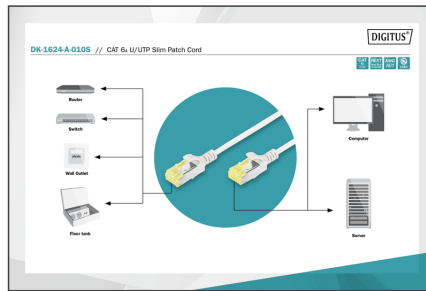 DIGITUS®
DK-1624-A-010S // CAT 6A U/UTP Slim Patch Cord
Router
Switch
Wall Outlet
Floor tank
Computer
Server